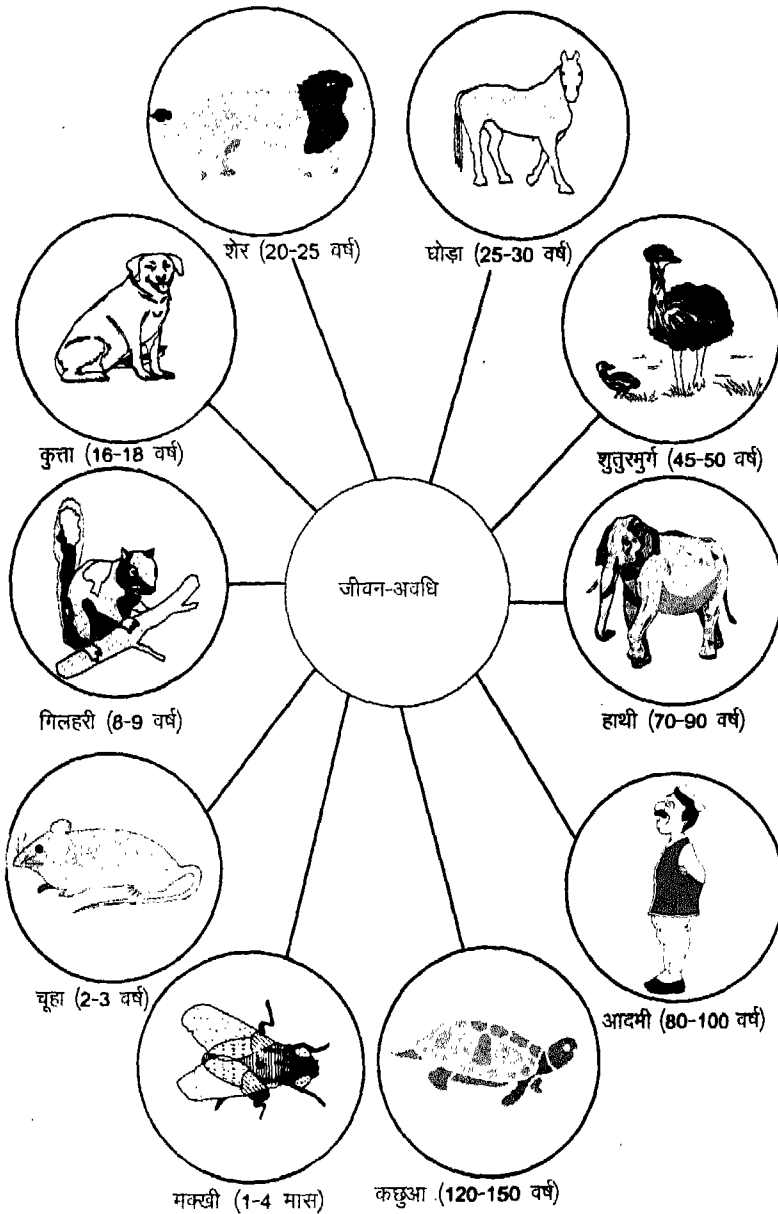 शेर (20-25 वर्ष)
घोड़ा (25-30 वर्ष)
कुत्ता (16-18 वर्ष)
शुतुरमुर्ग (45-50 वर्ष)
जीवन-अवधि
गिलहरी (8-9 वर्ष)
हाथी (70-90 वर्ष)
चूहा (2-3 वर्ष)
आदमी (80-100 वर्ष)
मक्खी (1-4 मास)
कछुआ (120-150 वर्ष)